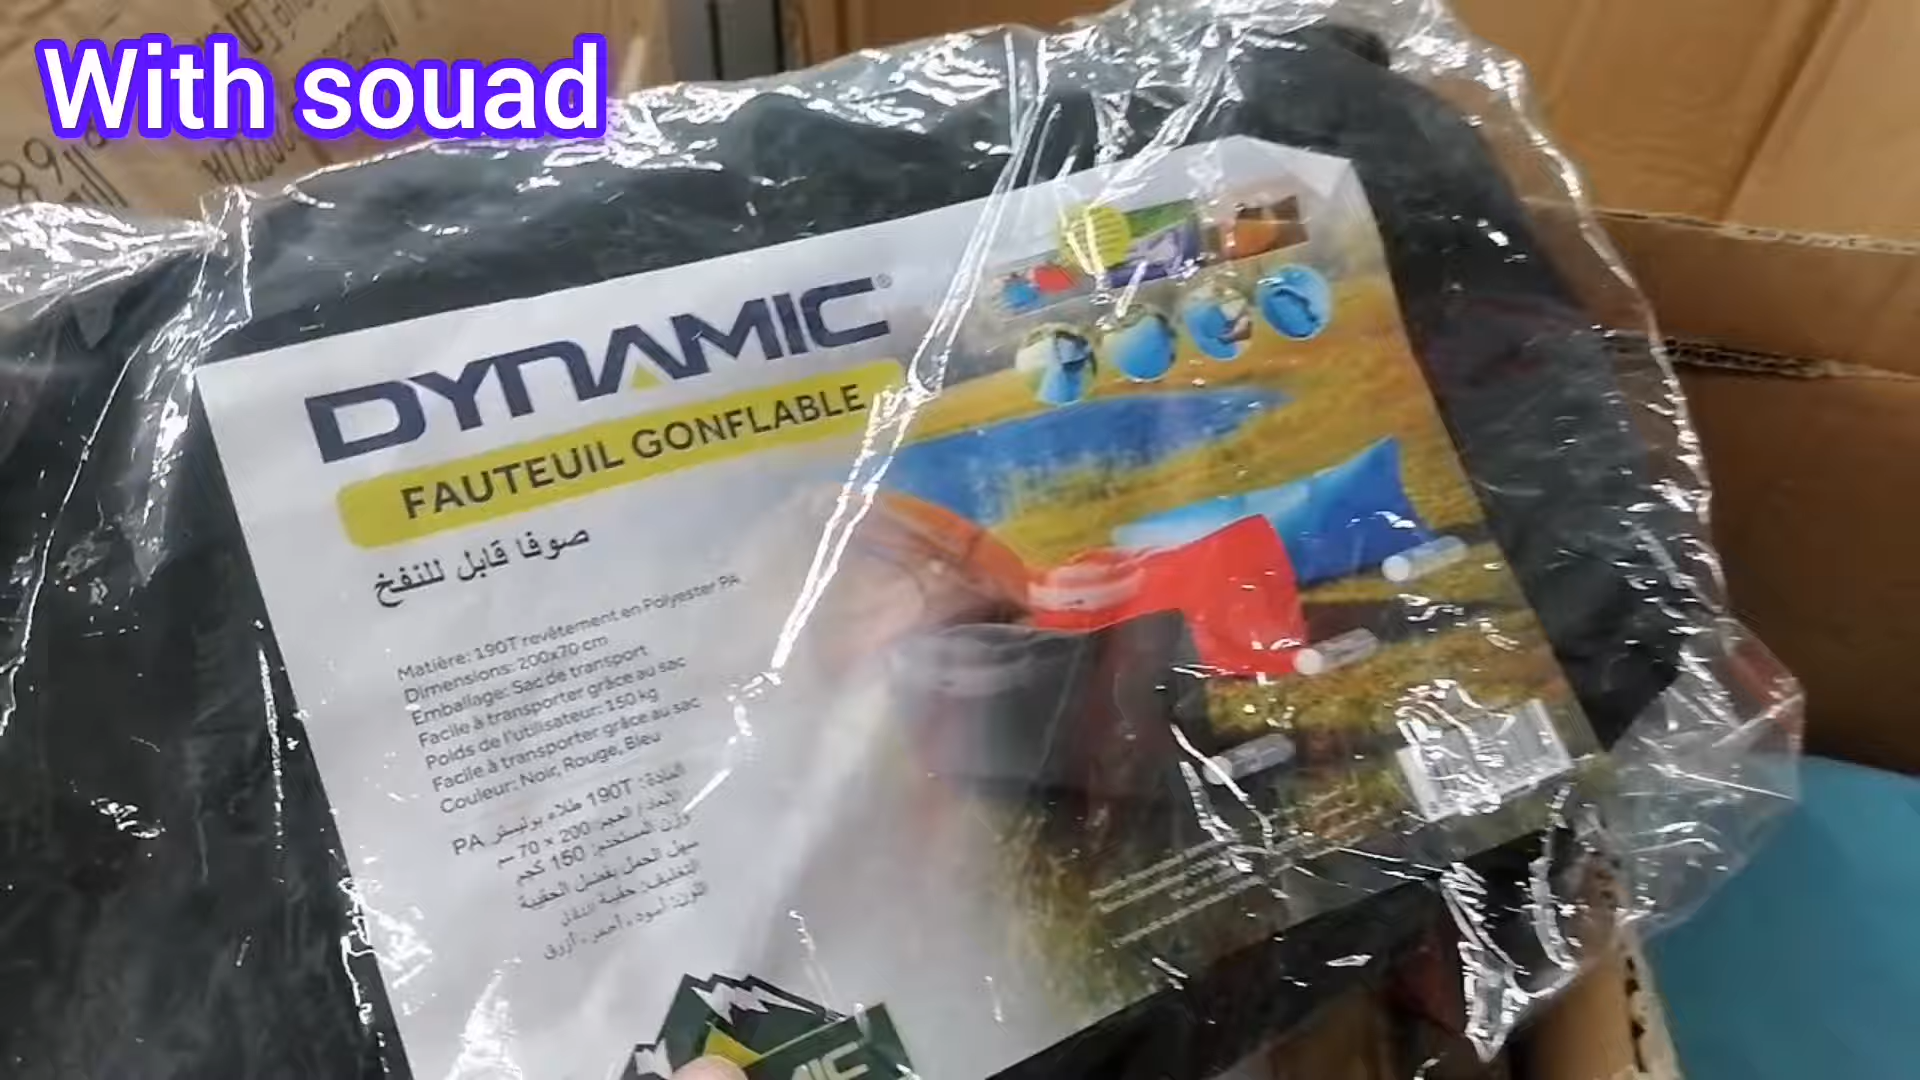 With souad
DYNAMIC®
FAUTEUIL GONFLABLE
صوفا قابل للنفخ
Matière: 190T revêtement en Polyester PA
Dimensions: 200x70 cm
Emballage: Sac de transport
Facile à transporter grâce au sac
Poids de l'utilisateur: 150 kg
Facile à transporter grâce au sac
Couleur: Noir, Rouge, Bleu
المادة: 190T طلاء بوليستر PA
الأبعاد/ الحجم: 200 x 70 سم
وزن المستخدم: 150 كجم
سهل الحمل بفضل الحقيبة
التغليف: حقيبة النقل
اللون: أسود، أحمر، أزرق